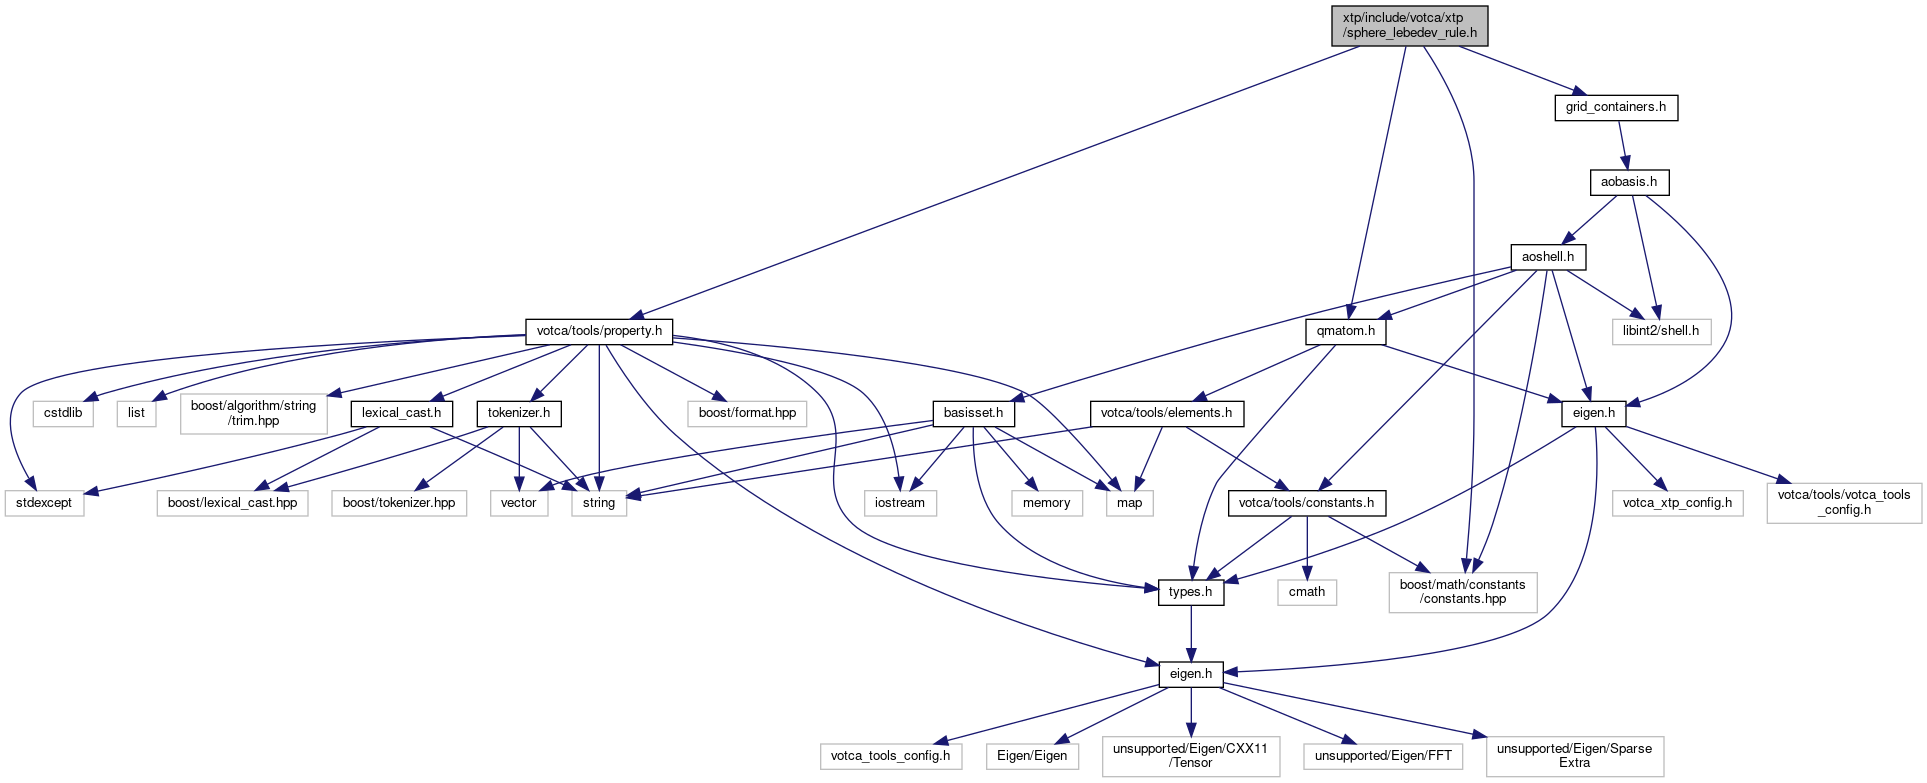 xtp/include/votca/xtp
/sphere_lebedev_rule.h
grid_containers.h
aobasis.h
aoshell.h
votca/tools/property.h
qmatom.h
libint2/shell.h
cstdlib
list
boost/algorithm/string
/trim.hpp
lexical_cast.h
tokenizer.h
boost/format.hpp
basisset.h
votca/tools/elements.h
eigen.h
stdexcept
boost/lexical_cast.hpp
boost/tokenizer.hpp
vector
string
iostream
memory
map
votca/tools/constants.h
votca_xtp_config.h
votca/tools/votca_tools
_config.h
types.h
cmath
boost/math/constants
/constants.hpp
eigen.h
votca_tools_config.h
Eigen/Eigen
unsupported/Eigen/CXX11
/Tensor
unsupported/Eigen/FFT
unsupported/Eigen/Sparse
Extra